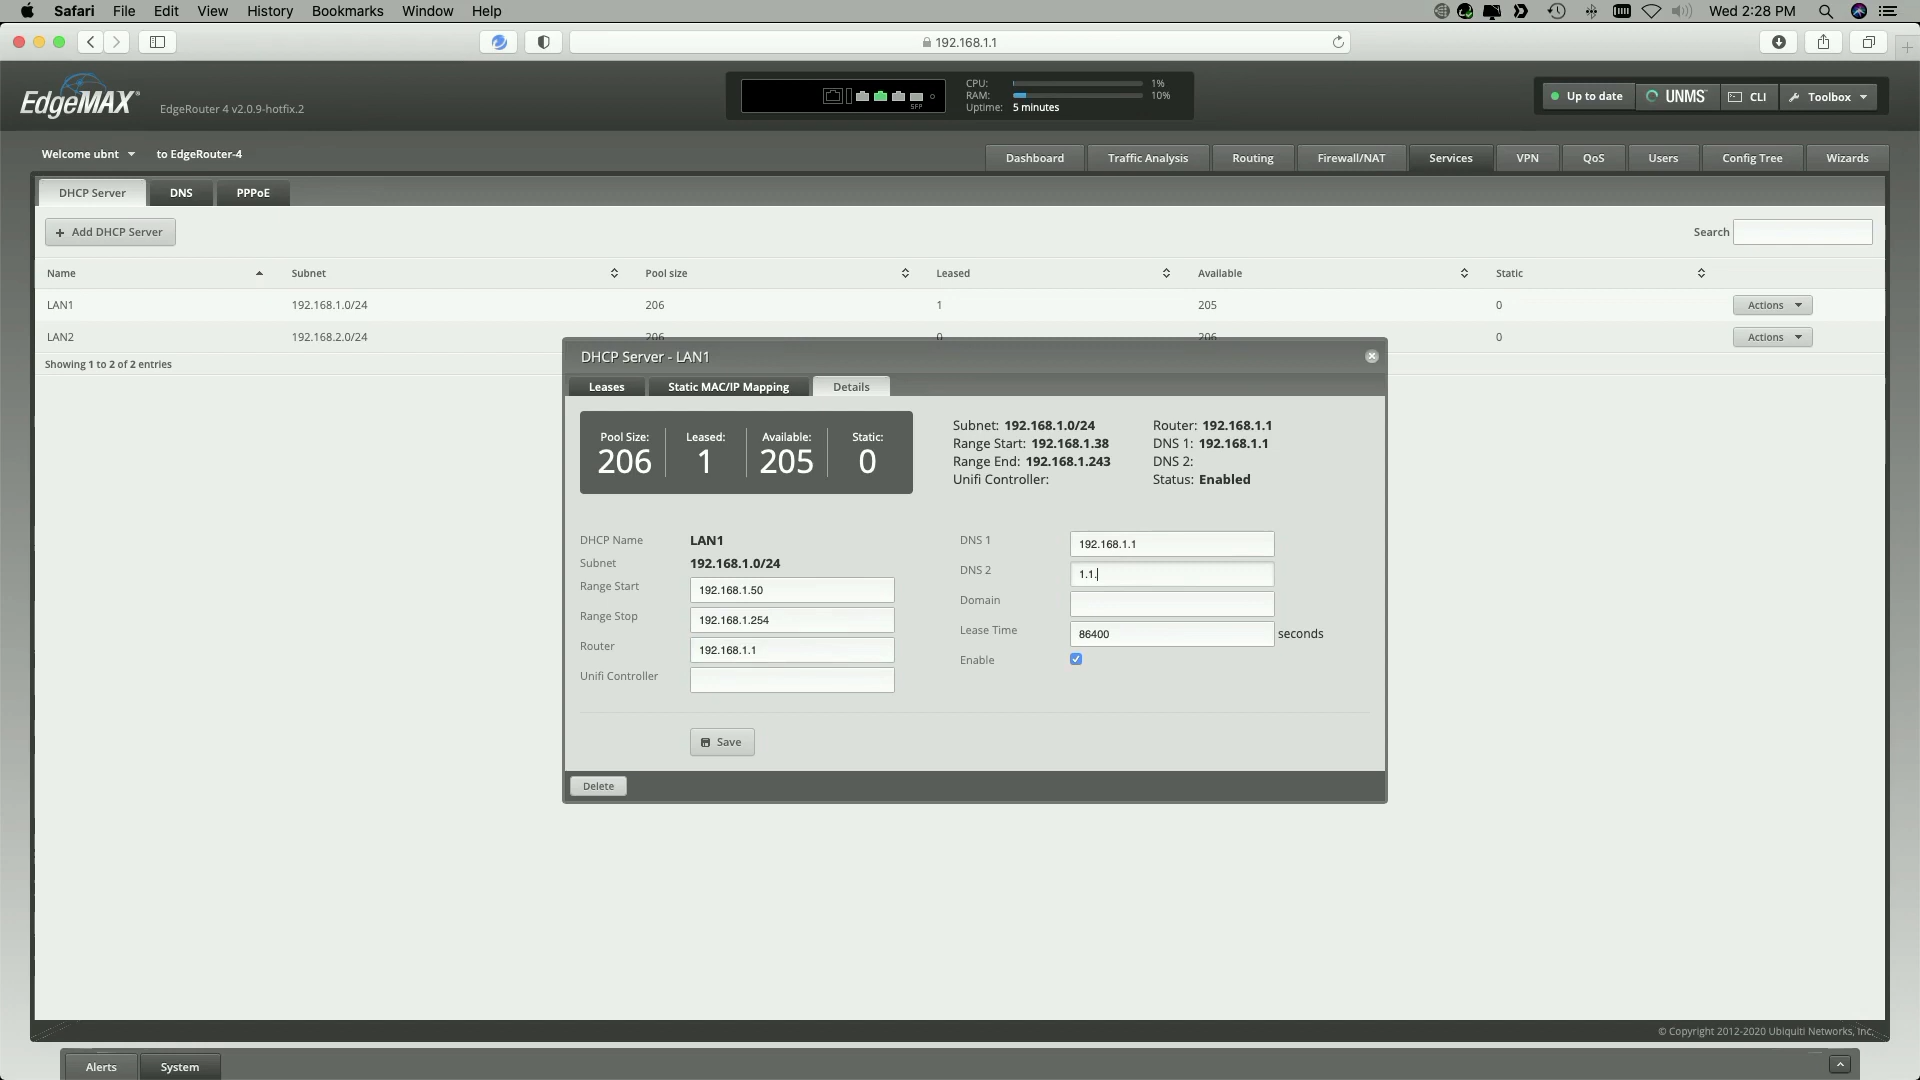 Safari File Edit View History Bookmarks Window Help Wed 2:28 PM
192.168.1.1
EdgeMAX EdgeRouter 4 v2.0.9-hotfix.2
SFP
CPU: 1%
RAM: 10%
Uptime: 5 minutes
Up to date UNMS CLI Toolbox
Welcome ubnt to EdgeRouter-4
Dashboard Traffic Analysis Routing Firewall/NAT Services VPN QoS Users Config Tree Wizards
DHCP Server DNS PPPoE
+ Add DHCP Server Search
Name Subnet Pool size Leased Available Static
LAN1 192.168.1.0/24 206 1 205 0 Actions
LAN2 192.168.2.0/24 206 0 206 0 Actions
Showing 1 to 2 of 2 entries
DHCP Server - LAN1
Leases Static MAC/IP Mapping Details
Pool Size: Leased: Available: Static:
206 1 205 0
Subnet: 192.168.1.0/24 Router: 192.168.1.1
Range Start: 192.168.1.38 DNS 1: 192.168.1.1
Range End: 192.168.1.243 DNS 2:
Unifi Controller: Status: Enabled
DHCP Name LAN1
Subnet 192.168.1.0/24
Range Start 192.168.1.50
Range Stop 192.168.1.254
Router 192.168.1.1
Unifi Controller
DNS 1 192.168.1.1
DNS 2 1.1.
Domain
Lease Time 86400 seconds
Enable
Save
Delete
© Copyright 2012-2020 Ubiquiti Networks, Inc.
Alerts System